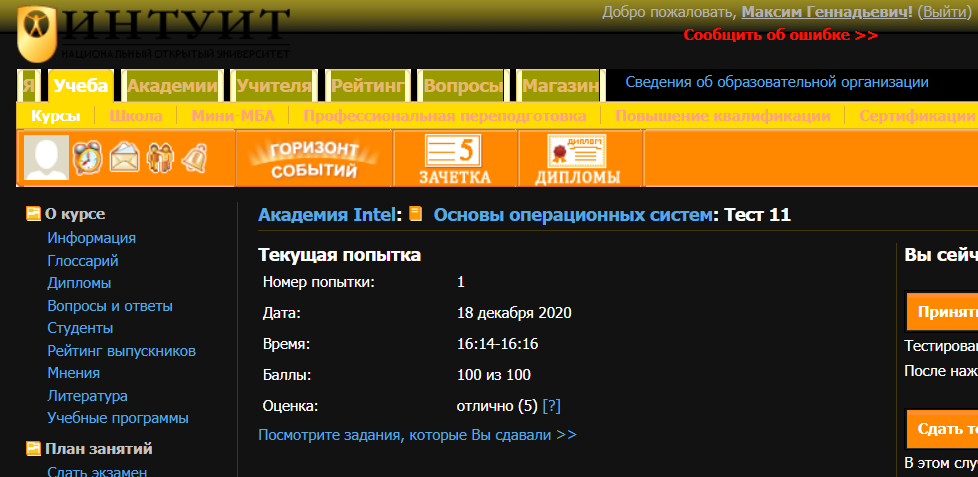 ИНТУИТ
НАЦИОНАЛЬНЫЙ ОТКРЫТЫЙ УНИВЕРСИТЕТ
Добро пожаловать, Максим Геннадьевич! (Выйти)
Сообщить об ошибке >>
Я Учеба Академии Учителя Рейтинг Вопросы Магазин Сведения об образовательной организации
Курсы Школа Мини-МБА Профессиональная переподготовка Повышение квалификации Сертификации
ГОРИЗОНТ СОБЫТИЙ
5 ЗАЧЕТКА
ДИПЛОМ ДИПЛОМЫ
О курсе
Информация
Глоссарий
Дипломы
Вопросы и ответы
Студенты
Рейтинг выпускников
Мнения
Литература
Учебные программы
План занятий
Сдать экзамен
Академия Intel: Основы операционных систем: Тест 11
Текущая попытка
Номер попытки: 1
Дата: 18 декабря 2020
Время: 16:14-16:16
Баллы: 100 из 100
Оценка: отлично (5) [?]
Посмотрите задания, которые Вы сдавали >>
Вы сейч
Принять
Тестирован
После наж
Сдать те
В этом слу